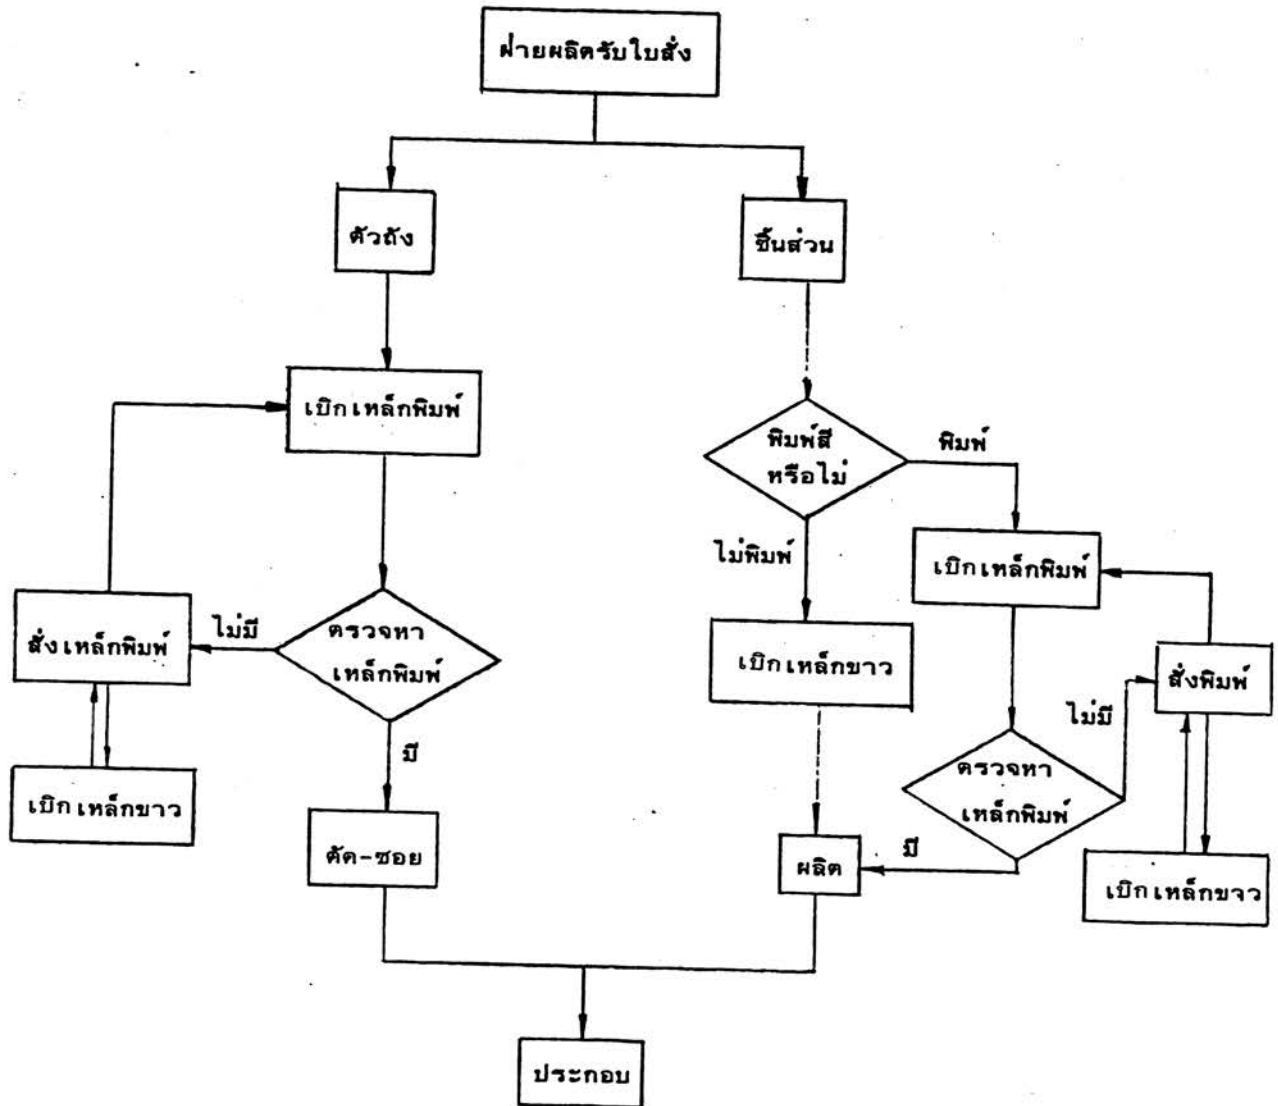 ฝ่ายผลิตรับใบสั่ง
ตัวถัง
ชิ้นส่วน
เบิกเหล็กพิมพ์
พิมพ์สี
หรือไม่
พิมพ์
ไม่พิมพ์
เบิกเหล็กพิมพ์
สั่งเหล็กพิมพ์
ไม่มี
ตรวจหา
เหล็กพิมพ์
เบิกเหล็กขาว
สั่งพิมพ์
ไม่มี
มี
ตรวจหา
เหล็กพิมพ์
เบิกเหล็กขาว
ตัด-ซอย
ผลิต
มี
เบิกเหล็กขาว
ประกอบ